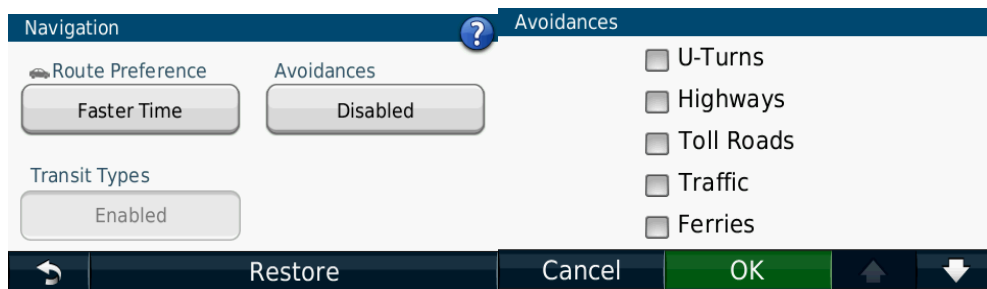 Navigation
?
Route Preference
Avoidances
Faster Time
Disabled
Transit Types
Enabled
Restore
Avoidances
U-Turns
Highways
Toll Roads
Traffic
Ferries
Cancel
OK